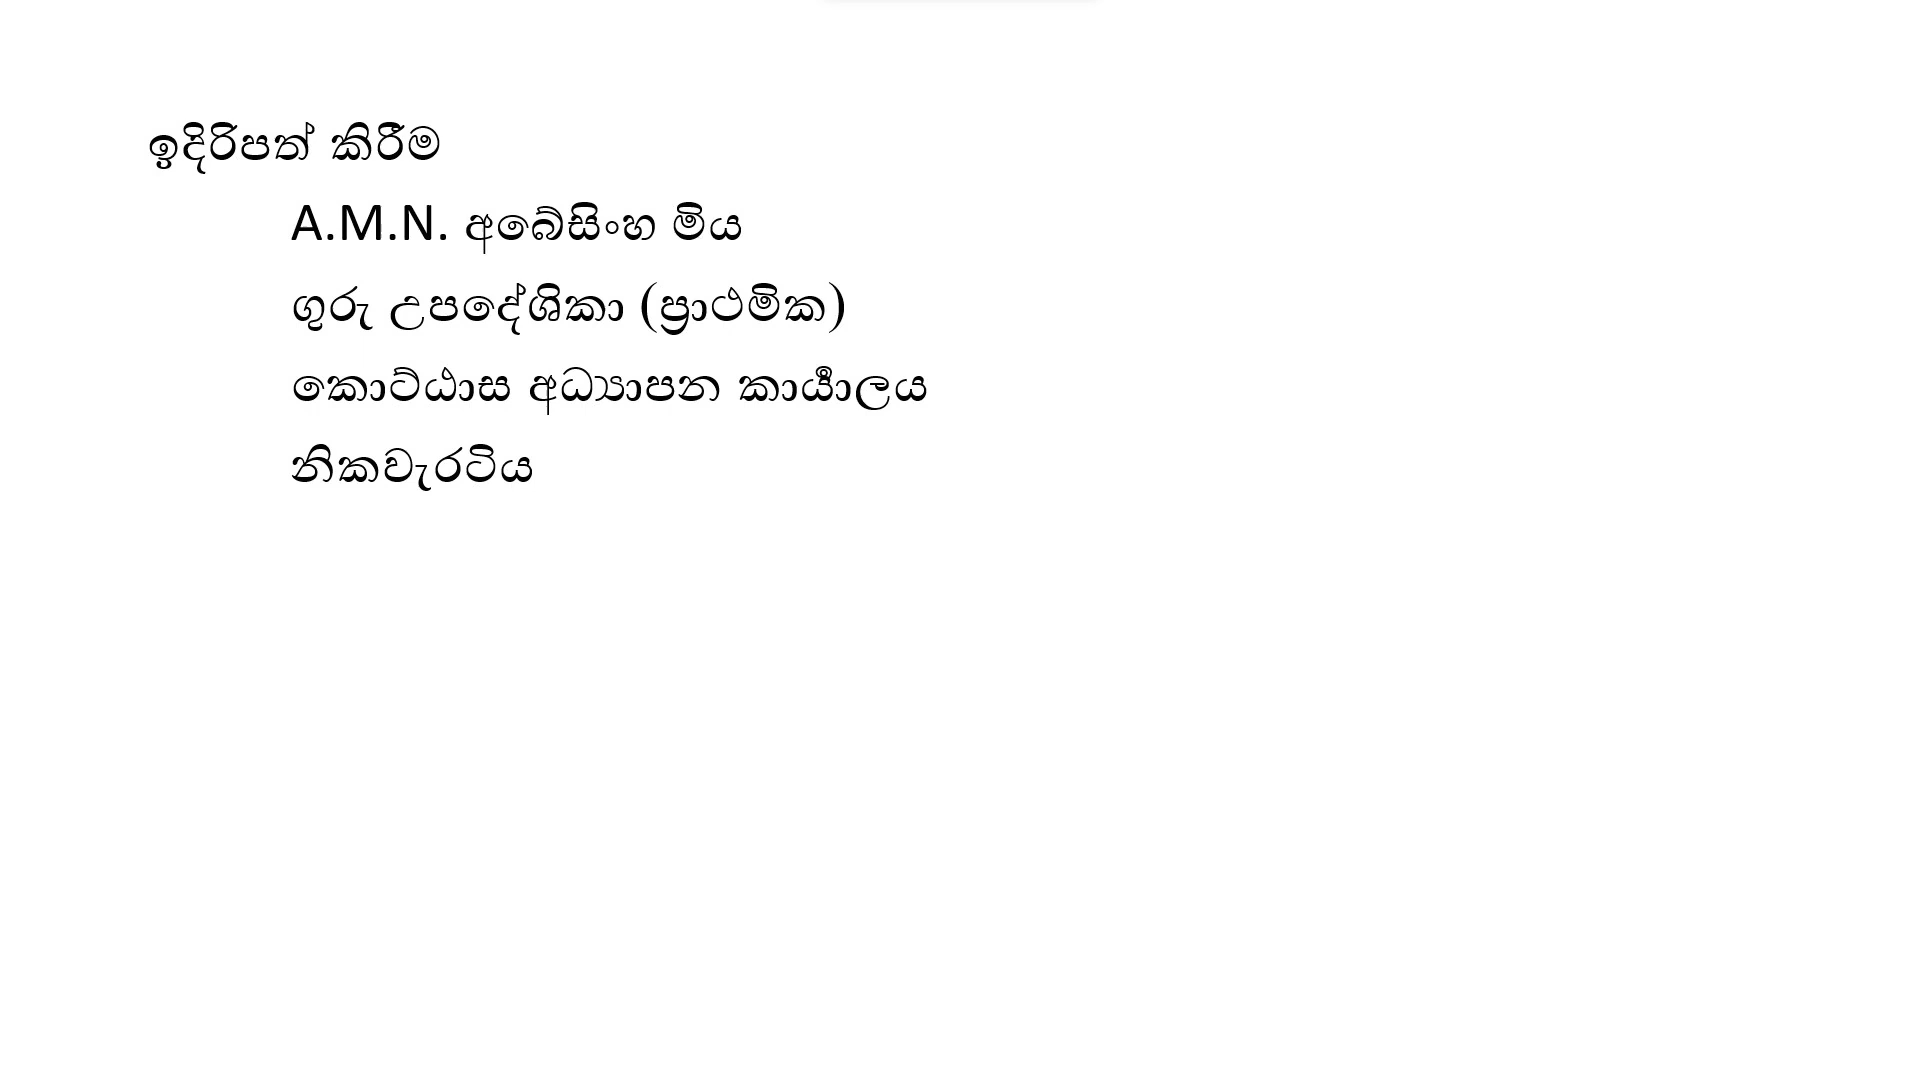 ඉදිරිපත් කිරීම
A.M.N. අබේසිංහ මිය
ගුරු උපදේශිකා (ප්‍රාථමික)
කොට්ඨාස අධ්‍යාපන කාර්‍යාලය
නිකවැරටිය